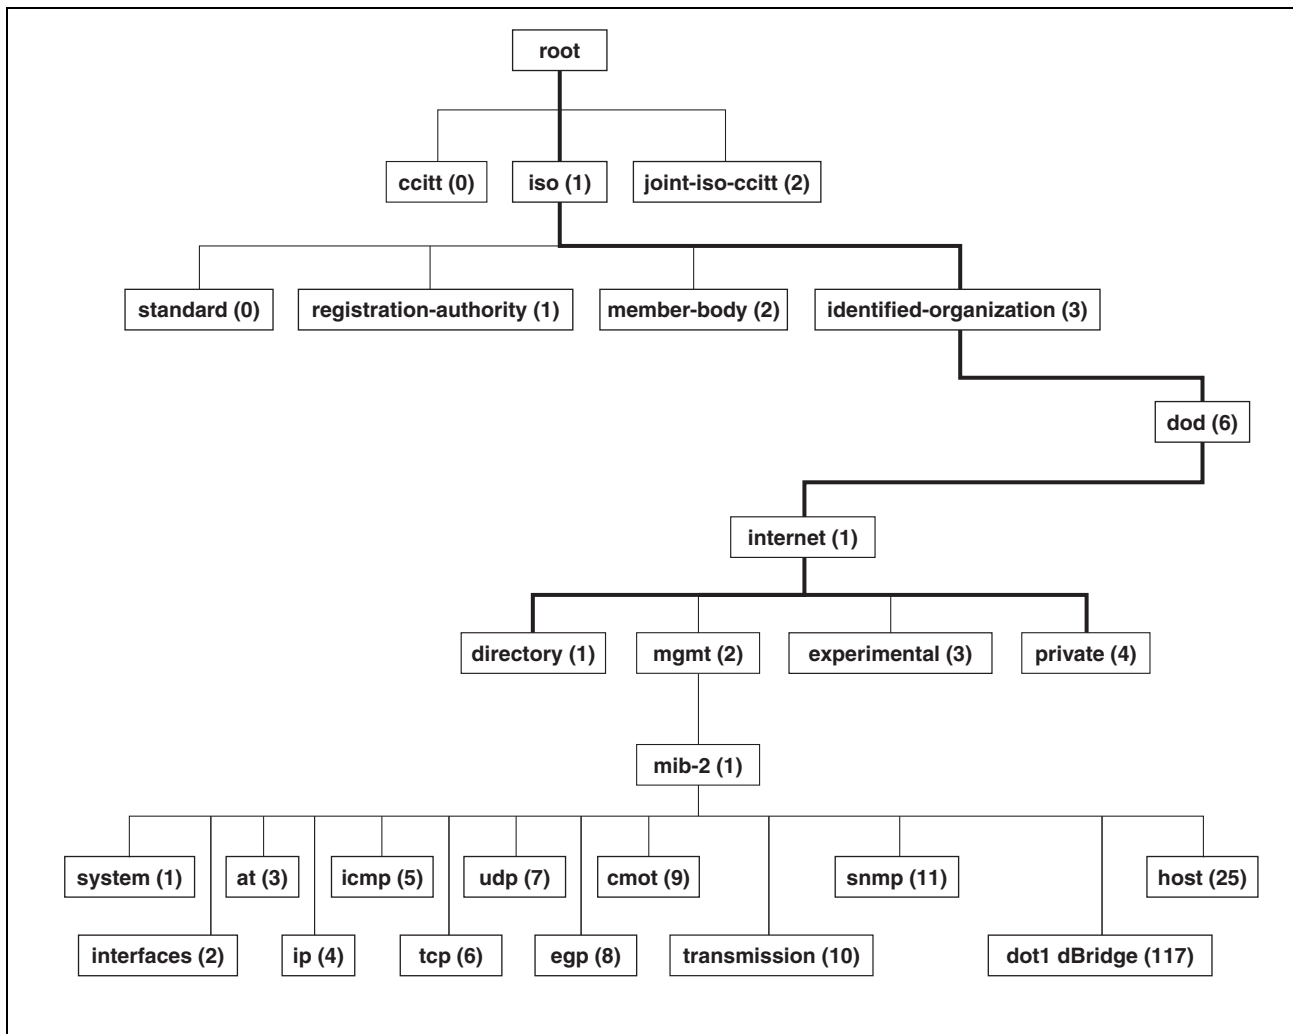 root
ccitt (0)
iso (1)
joint-iso-ccitt (2)
standard (0)
registration-authority (1)
member-body (2)
identified-organization (3)
dod (6)
internet (1)
directory (1)
mgmt (2)
experimental (3)
private (4)
mib-2 (1)
system (1)
at (3)
icmp (5)
udp (7)
cmot (9)
snmp (11)
host (25)
interfaces (2)
ip (4)
tcp (6)
egp (8)
transmission (10)
dot1 dBridge (117)